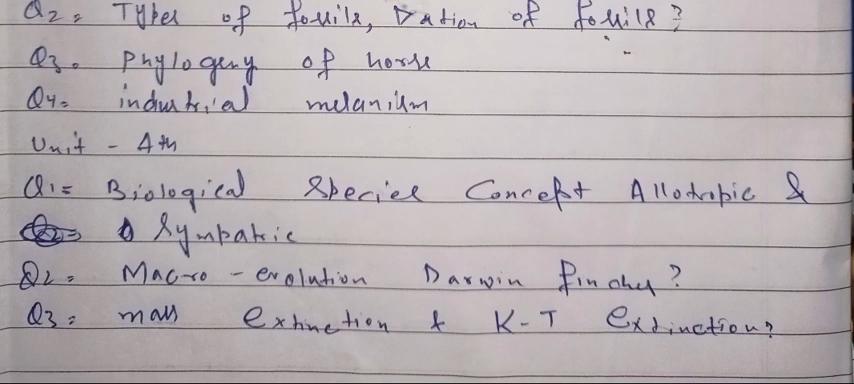 Q2= Types of fossils, Dation of fossils?
Q3. Phylogeny of horse
Q4= industrial melanism
Unit - 4th
Q1= Biological Species Concept Allotropic &
Sympatric
Q2= Macro-evolution Darwin finches?
Q3= mass extinction & K-T Extinction?